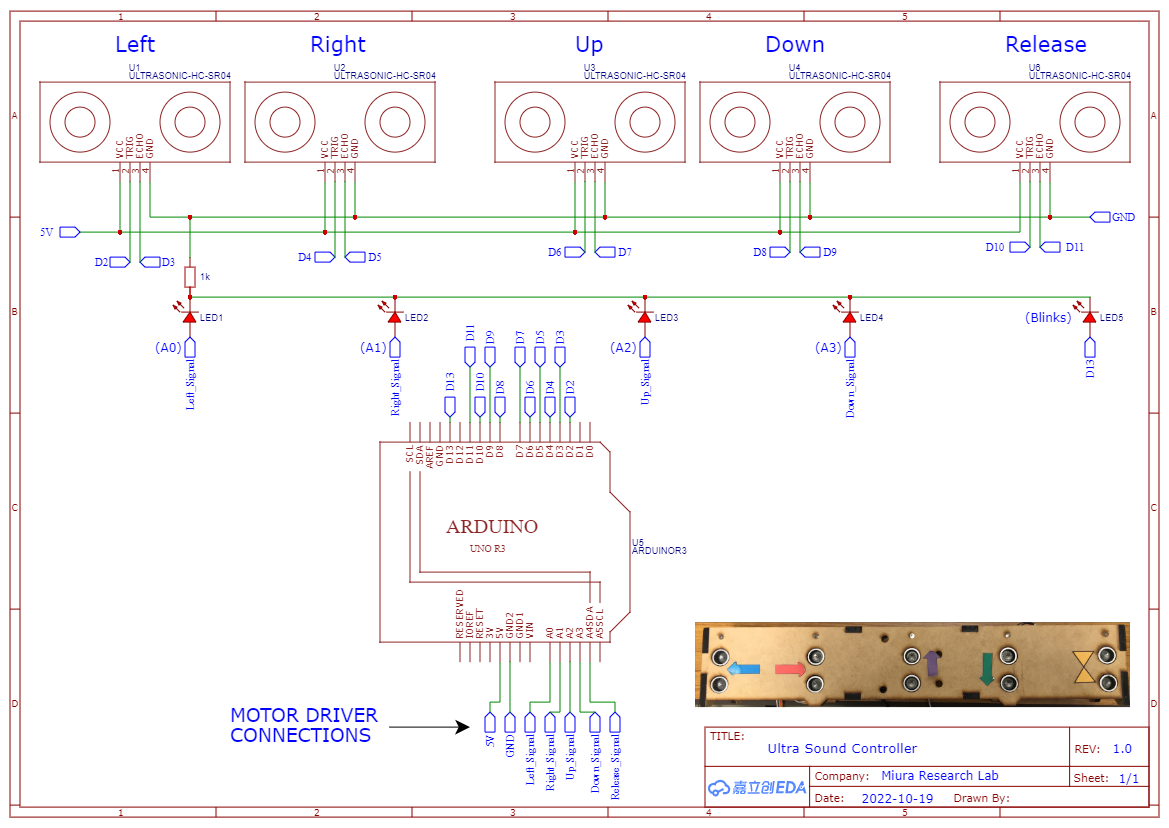 1 2 3 4 5
Left Right Up Down Release
U1 U2 U3 U4 U6
ULTRASONIC-HC-SR04 ULTRASONIC-HC-SR04 ULTRASONIC-HC-SR04 ULTRASONIC-HC-SR04 ULTRASONIC-HC-SR04
A A
VCC TRIG ECHO GND VCC TRIG ECHO GND VCC TRIG ECHO GND VCC TRIG ECHO GND VCC TRIG ECHO GND
1 2 3 4 1 2 3 4 1 2 3 4 1 2 3 4 1 2 3 4
GND
5V
D2 D3 D4 D5 D6 D7 D8 D9 D10 D11
1k
B B
LED1 LED2 LED3 LED4 (Blinks) LED5
(A0) (A1) (A2) (A3)
Left_Signal Right_Signal Up_Signal Down_Signal D13
D11 D9 D7 D5 D3
D13 D10 D8 D6 D4 D2
SCL SDA AREF GND D13 D12 D11 D10 D9 D8 D7 D6 D5 D4 D3 D2 D1 D0
C C
ARDUINO
UNO R3
U5
ARDUINOR3
RESERVED IOREF RESET 3V 5V GND2 GND1 VIN A0 A1 A2 A3 A4SDA A5SCL
D D
MOTOR DRIVER
CONNECTIONS
5V GND Left_Signal Right_Signal Up_Signal Down_Signal Release_Signal
TITLE:
Ultra Sound Controller
REV: 1.0
嘉立创EDA
Company: Miura Research Lab
Sheet: 1/1
Date: 2022-10-19 Drawn By:
1 2 3 4 5